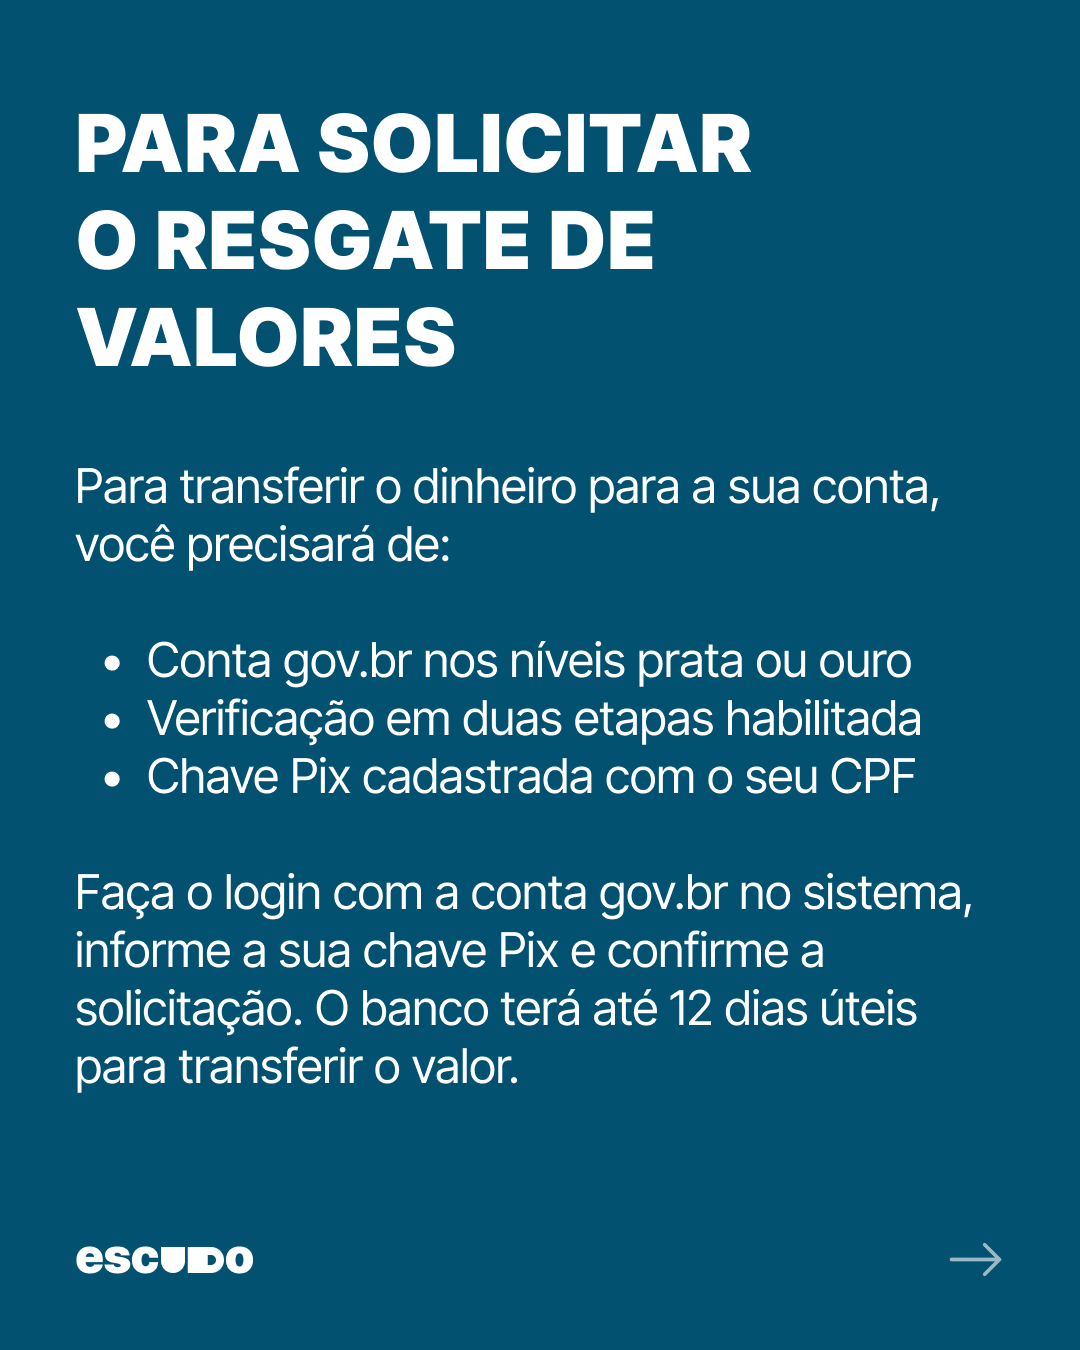 PARA SOLICITAR
O RESGATE DE
VALORES
Para transferir o dinheiro para a sua conta,
você precisará de:
• Conta gov.br nos níveis prata ou ouro
• Verificação em duas etapas habilitada
• Chave Pix cadastrada com o seu CPF
Faça o login com a conta gov.br no sistema,
informe a sua chave Pix e confirme a
solicitação. O banco terá até 12 dias úteis
para transferir o valor.
escudo